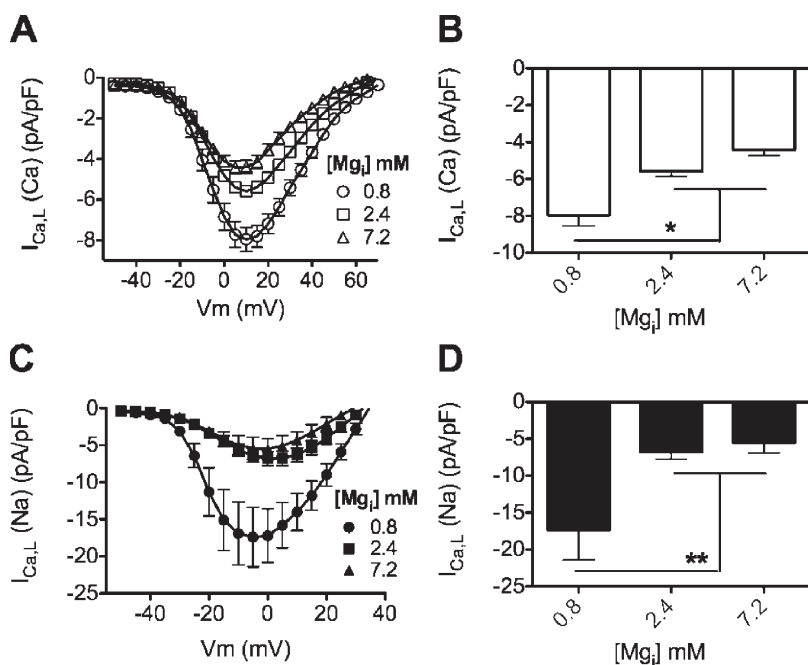 A
I_Ca,L (Ca) (pA/pF)
0
-2
-4
-6
-8
-40 -20 0 20 40 60
Vm (mV)
[Mg_i] mM
0.8
2.4
7.2
B
I_Ca,L (Ca) (pA/pF)
0
-2
-4
-6
-8
-10
*
0.8 2.4 7.2
[Mg_i] mM
C
I_Ca,L (Na) (pA/pF)
0
-5
-10
-15
-20
-25
-40 -20 0 20 40
Vm (mV)
[Mg_i] mM
0.8
2.4
7.2
D
I_Ca,L (Na) (pA/pF)
0
-5
-10
-15
-20
-25
**
0.8 2.4 7.2
[Mg_i] mM